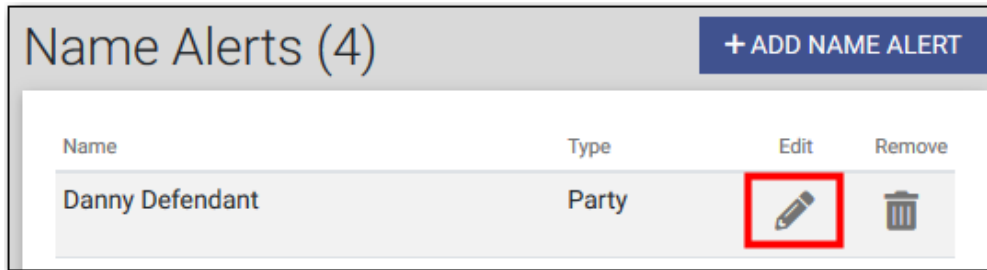 Name Alerts (4)
+ ADD NAME ALERT
Name Type Edit Remove
Danny Defendant Party